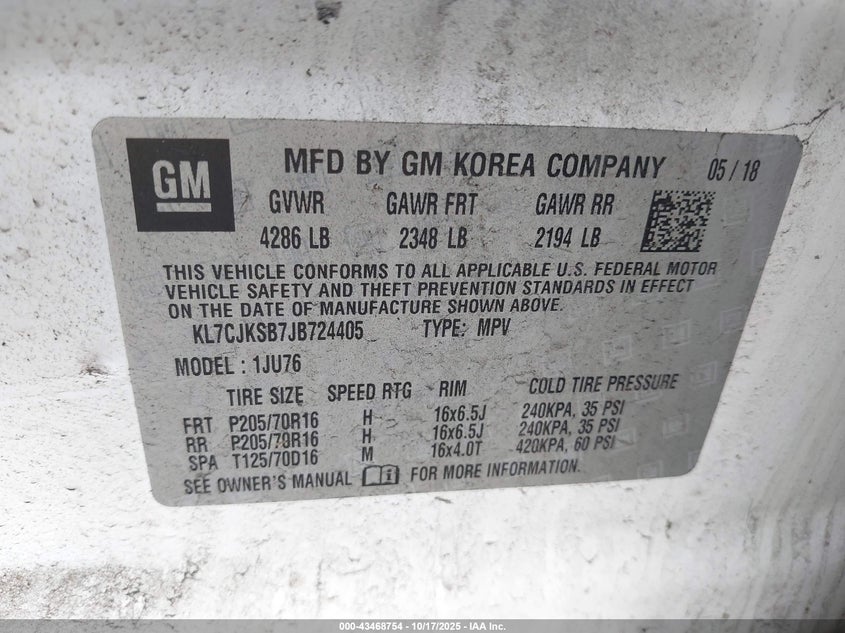 GM
MFD BY GM KOREA COMPANY 05 / 18
GVWR GAWR FRT GAWR RR
4286 LB 2348 LB 2194 LB
THIS VEHICLE CONFORMS TO ALL APPLICABLE U.S. FEDERAL MOTOR
VEHICLE SAFETY AND THEFT PREVENTION STANDARDS IN EFFECT
ON THE DATE OF MANUFACTURE SHOWN ABOVE.
KL7CJKSB7JB724405 TYPE: MPV
MODEL : 1JU76
TIRE SIZE SPEED RTG RIM COLD TIRE PRESSURE
FRT P205/70R16 H 16x6.5J 240KPA, 35 PSI
RR P205/70R16 H 16x6.5J 240KPA, 35 PSI
SPA T125/70D16 M 16x4.0T 420KPA, 60 PSI
SEE OWNER'S MANUAL FOR MORE INFORMATION.
000-43468754 - 10/17/2025 - IAA Inc.